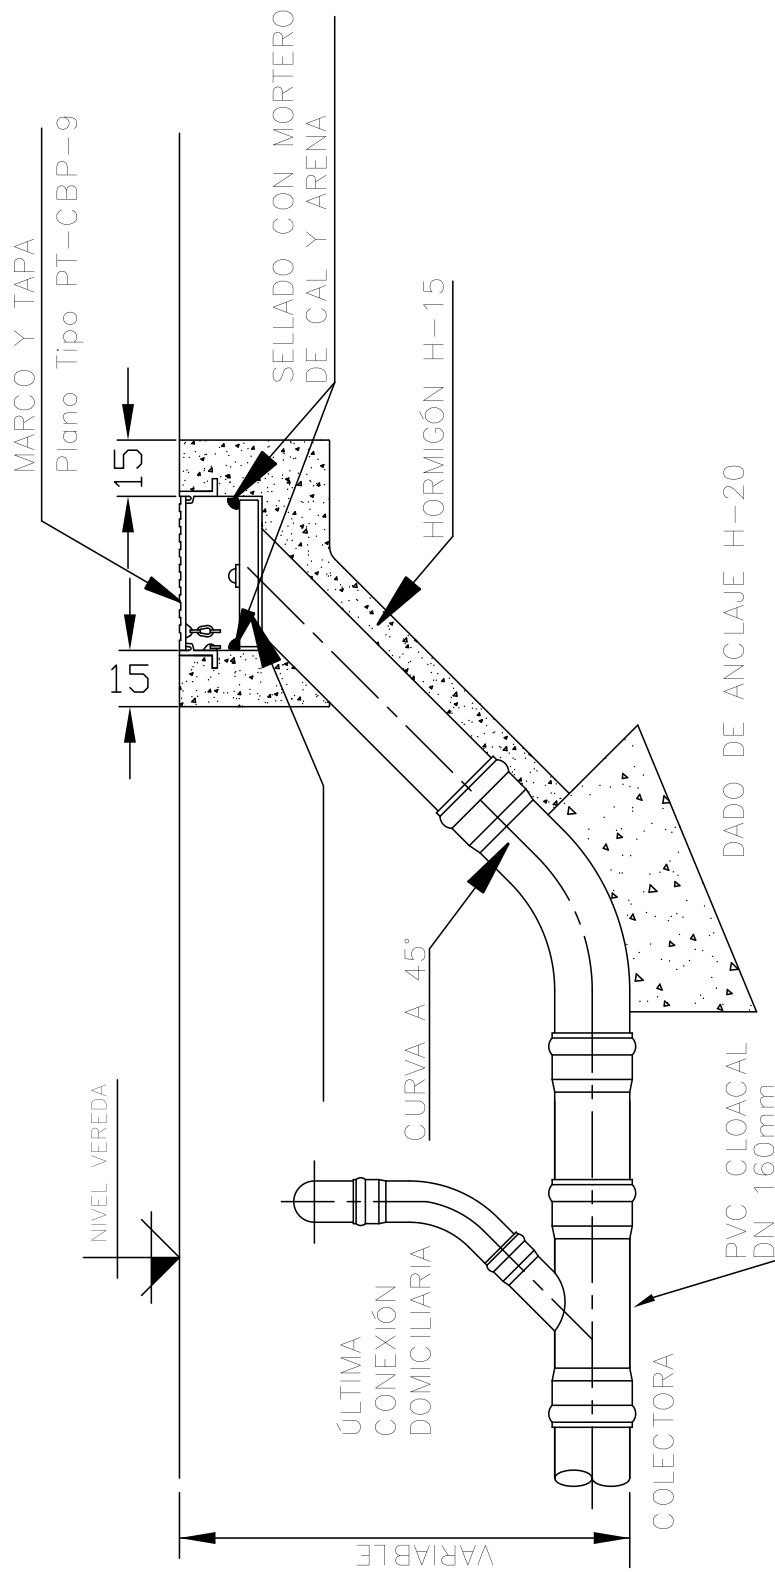 MARCO Y TAPA
Plano Tipo PT-CBP-9
15
15
SELLADO CON MORTERO
DE CAL Y ARENA
HORMIGÓN H-15
DADO DE ANCLAJE H-20
CURVA A 45°
NIVEL VEREDA
ÚLTIMA
CONEXIÓN
DOMICILIARIA
PVC CLOACAL
DN 160mm
COLECTORA
VARIABLE